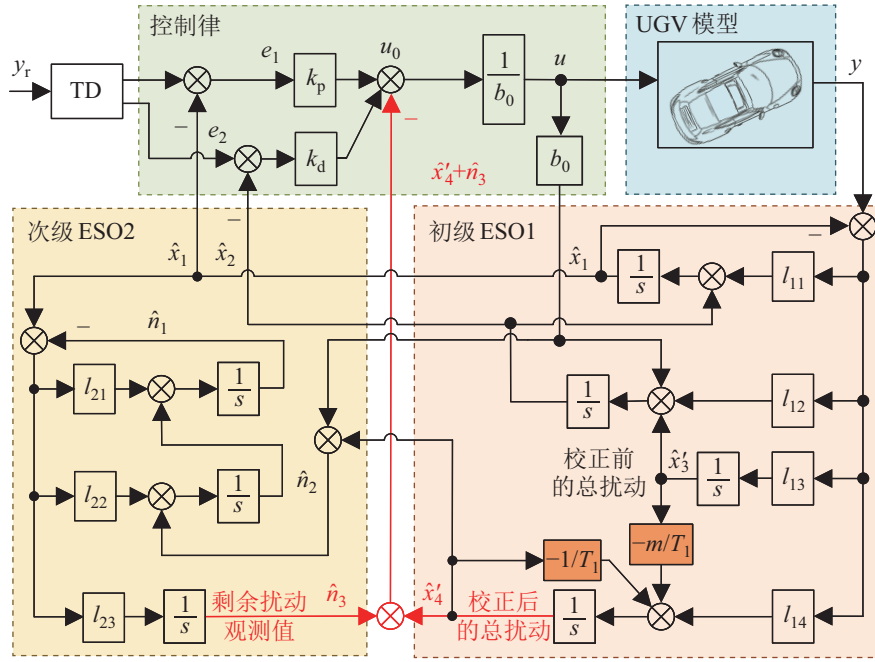 控制律
UGV 模型
y_r
TD
e_1
k_p
u_0
1/b_0
u
y
−
e_2
k_d
−
b_0
x̂′_4+n̂_3
−
次级 ESO2
初级 ESO1
−
x̂_1
x̂_2
x̂_1
1/s
l_11
−
n̂_1
l_21
1/s
1/s
l_12
n̂_2
校正前
的总扰动
x̂′_3
1/s
l_13
l_22
1/s
−1/T_1
−m/T_1
l_23
1/s
剩余扰动
观测值
n̂_3
x̂′_4
校正后
的总扰动
1/s
l_14